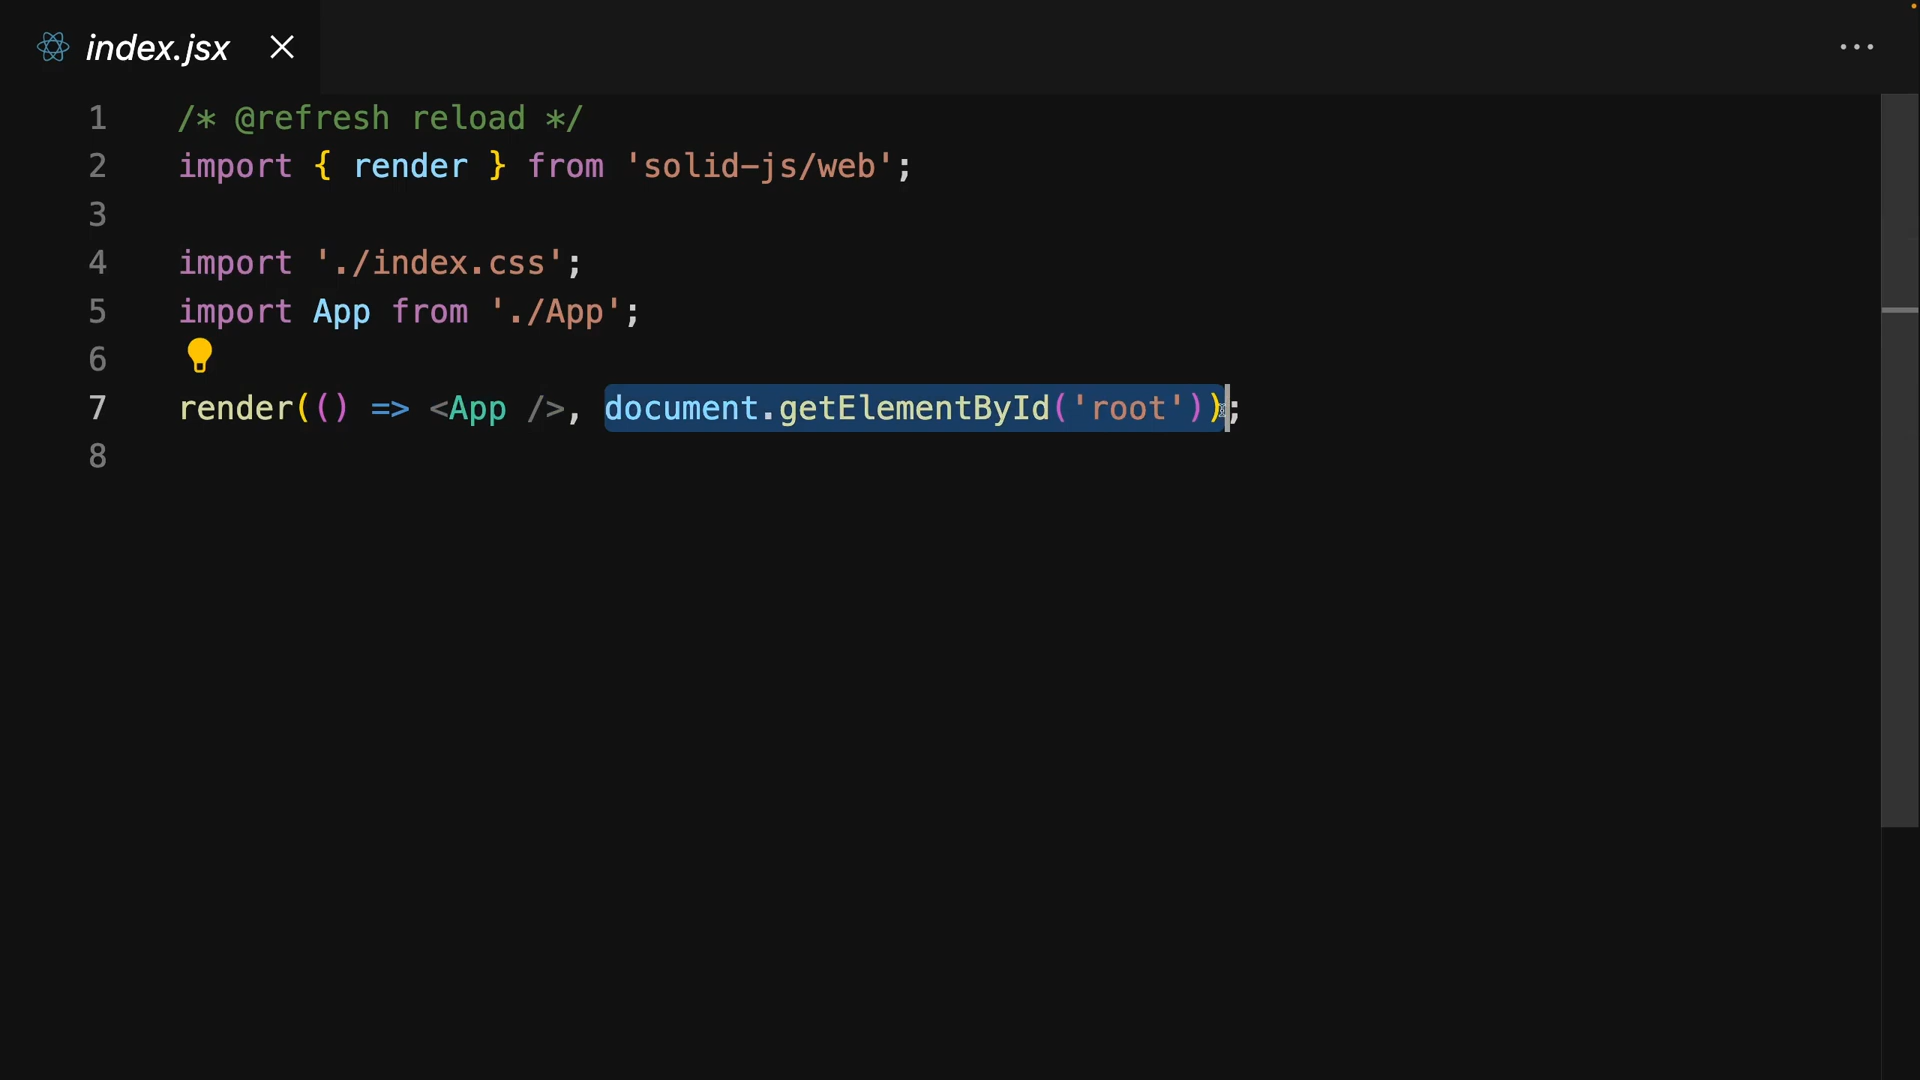 index.jsx
1 /* @refresh reload */
2 import { render } from 'solid-js/web';
3
4 import './index.css';
5 import App from './App';
6
7 render(() => <App />, document.getElementById('root'));
8